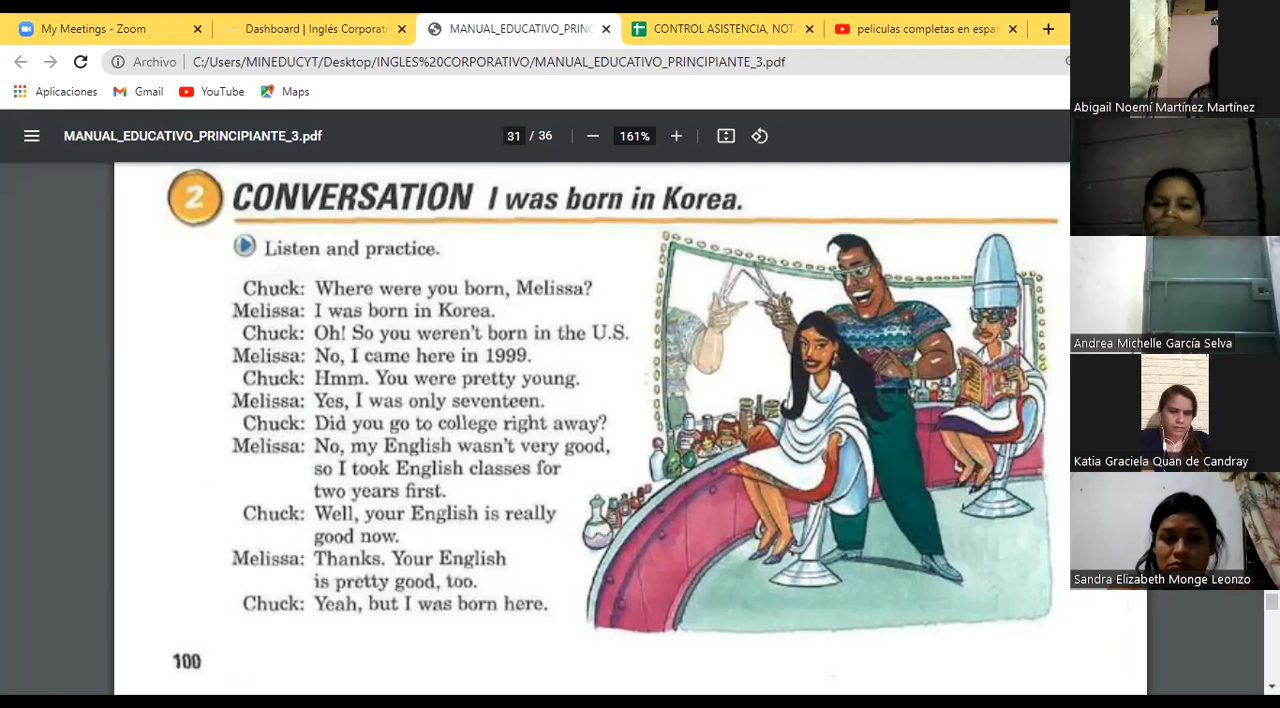 My Meetings - Zoom
Dashboard | Inglés Corporati
MANUAL_EDUCATIVO_PRINC
CONTROL ASISTENCIA, NOTA
peliculas completas en españ
Archivo
C:/Users/MINEDUCYT/Desktop/INGLES%20CORPORATIVO/MANUAL_EDUCATIVO_PRINCIPIANTE_3.pdf
Aplicaciones
Gmail
YouTube
Maps
MANUAL_EDUCATIVO_PRINCIPIANTE_3.pdf
31 / 36
161%
2 CONVERSATION I was born in Korea.
Listen and practice.
Chuck: Where were you born, Melissa?
Melissa: I was born in Korea.
Chuck: Oh! So you weren't born in the U.S.
Melissa: No, I came here in 1999.
Chuck: Hmm. You were pretty young.
Melissa: Yes, I was only seventeen.
Chuck: Did you go to college right away?
Melissa: No, my English wasn't very good,
so I took English classes for
two years first.
Chuck: Well, your English is really
good now.
Melissa: Thanks. Your English
is pretty good, too.
Chuck: Yeah, but I was born here.
100
Abigail Noemí Martínez Martínez
Andrea Michelle García Selva
Katia Graciela Quan de Candray
Sandra Elizabeth Monge Leonzo